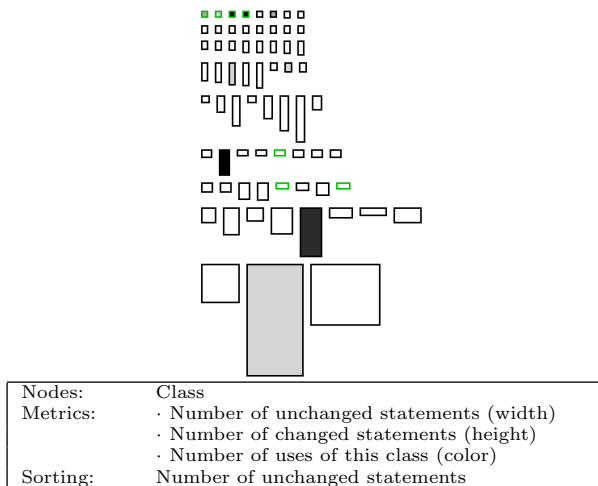 Nodes: Class
Metrics: · Number of unchanged statements (width)
· Number of changed statements (height)
· Number of uses of this class (color)
Sorting: Number of unchanged statements